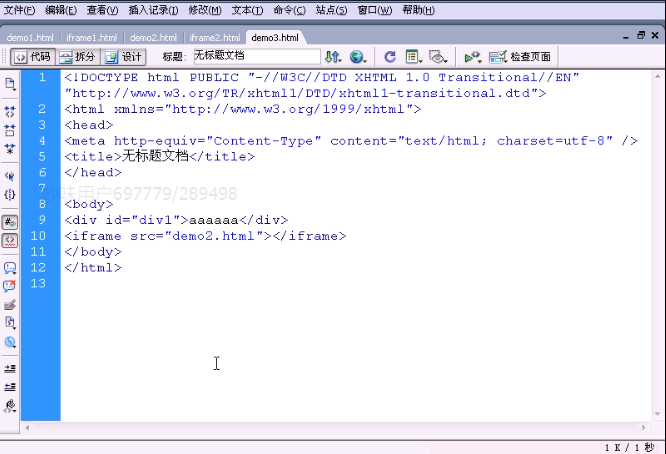 文件(F) 编辑(E) 查看(V) 插入记录(I) 修改(M) 文本(T) 命令(C) 站点(S) 窗口(W) 帮助(H)
demo1.html iframe1.html demo2.html iframe2.html demo3.html
代码 拆分 设计 标题: 无标题文档 检查页面
1 <!DOCTYPE html PUBLIC "-//W3C//DTD XHTML 1.0 Transitional//EN"
"http://www.w3.org/TR/xhtml1/DTD/xhtml1-transitional.dtd">
2 <html xmlns="http://www.w3.org/1999/xhtml">
3 <head>
4 <meta http-equiv="Content-Type" content="text/html; charset=utf-8" />
5 <title>无标题文档</title>
6 </head>
7
用户697779/289498
8 <body>
9 <div id="div1">aaaaaa</div>
10 <iframe src="demo2.html"></iframe>
11 </body>
12 </html>
13
1 K / 1 秒